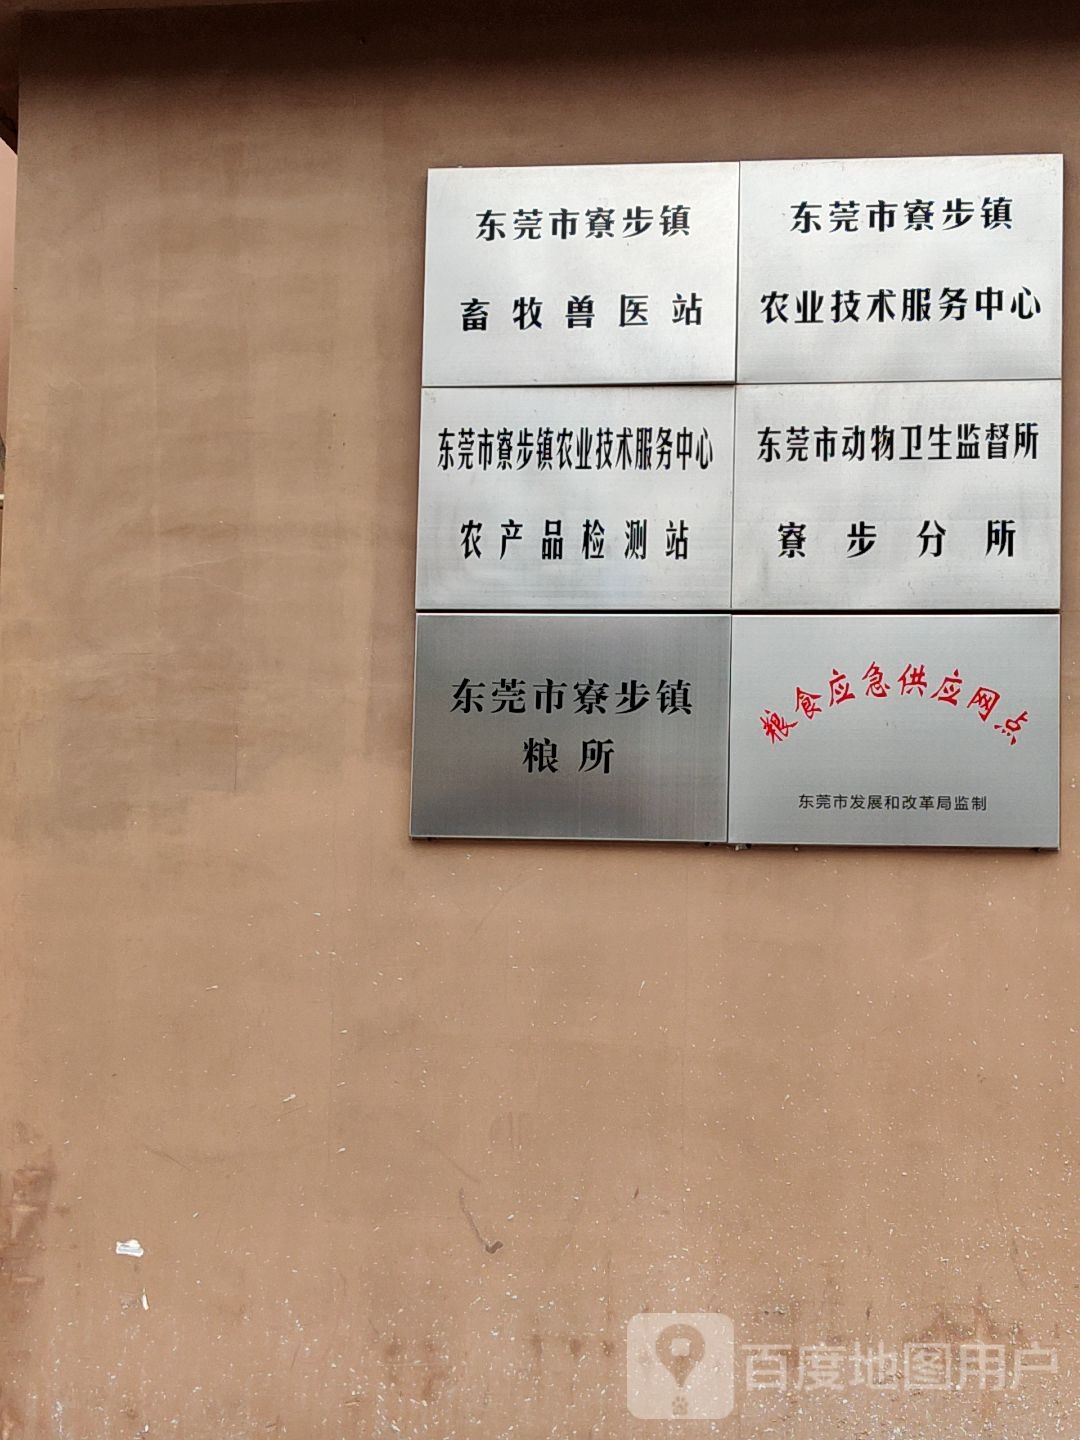 东莞市寮步镇
畜牧兽医站
东莞市寮步镇
农业技术服务中心
东莞市寮步镇农业技术服务中心
农产品检测站
东莞市动物卫生监督所
寮步分所
东莞市寮步镇
粮所
粮食应急供应网点
东莞市发展和改革局监制
百度地图用户